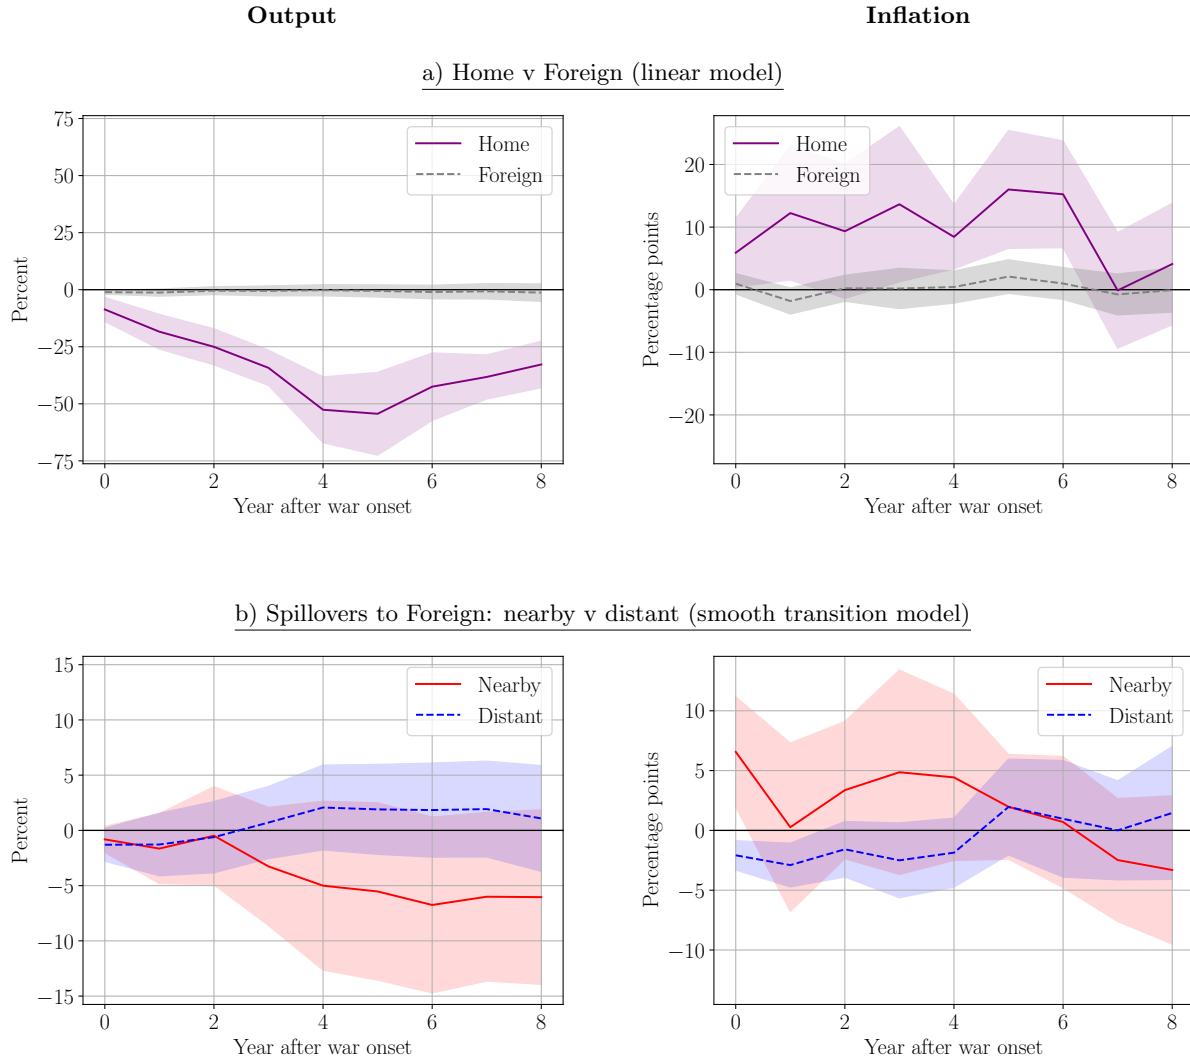 Output
Inflation
a) Home v Foreign (linear model)
75
50
25
0
−25
−50
−75
Percent
Home
Foreign
0 2 4 6 8
Year after war onset
20
10
0
−10
−20
Percentage points
Home
Foreign
0 2 4 6 8
Year after war onset
b) Spillovers to Foreign: nearby v distant (smooth transition model)
15
10
5
0
−5
−10
−15
Percent
Nearby
Distant
0 2 4 6 8
Year after war onset
10
5
0
−5
−10
Percentage points
Nearby
Distant
0 2 4 6 8
Year after war onset